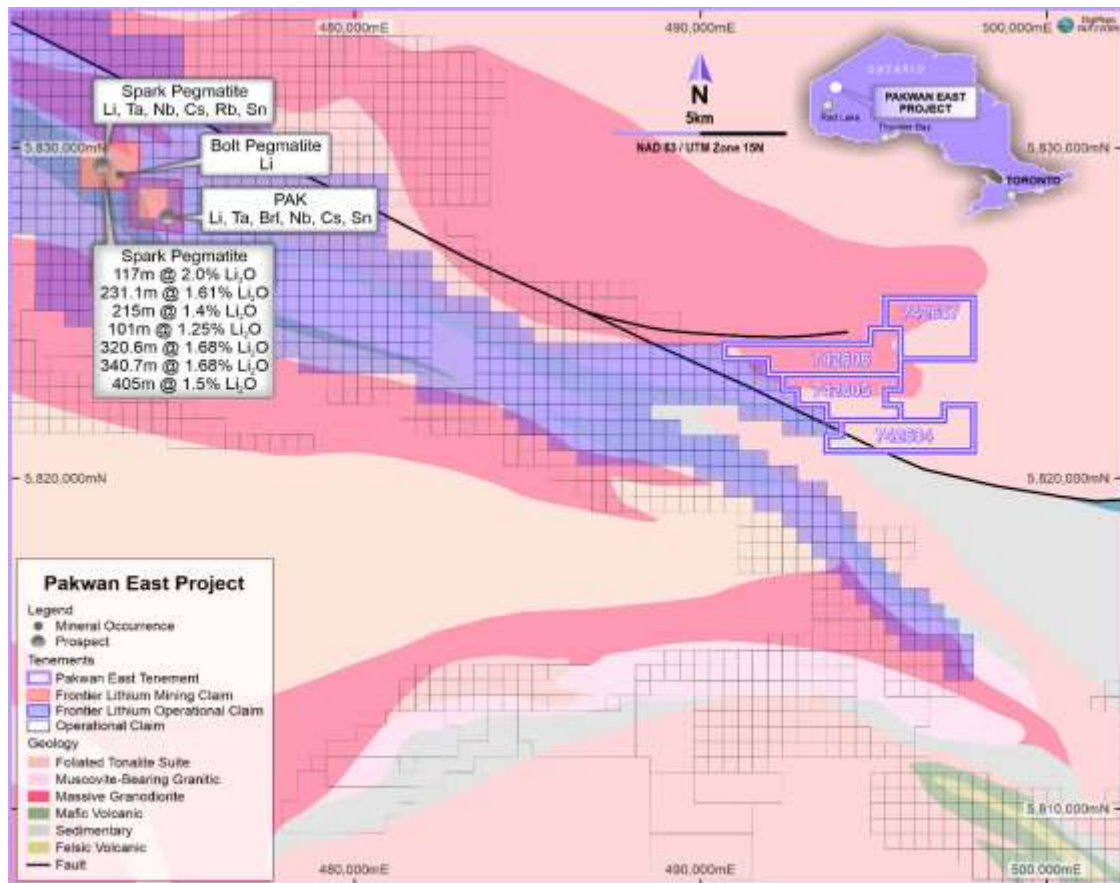 480,000mE
490,000mE
500,000mE
Spark Pegmatite
Li, Ta, Nb, Cs, Rb, Sn
5,830,000mN
Bolt Pegmatite
Li
PAK
Li, Ta, Brl, Nb, Cs, Sn
Spark Pegmatite
117m @ 2.0% Li₂O
231.1m @ 1.61% Li₂O
215m @ 1.4% Li₂O
101m @ 1.25% Li₂O
320.6m @ 1.68% Li₂O
340.7m @ 1.68% Li₂O
405m @ 1.5% Li₂O
N
5km
NAD 83 / UTM Zone 15N
ONTARIO
PAKWAN EAST
PROJECT
Red Lake
Thunder Bay
TORONTO
5,830,000mN
742606
742605
5,820,000mN
5,820,000mN
Pakwan East Project
Legend
Mineral Occurrence
Prospect
Tenements
Pakwan East Tenement
Frontier Lithium Mining Claim
Frontier Lithium Operational Claim
Operational Claim
Geology
Foliated Tonalite Suite
Muscovite-Bearing Granitic
Massive Granodiorite
Mafic Volcanic
Sedimentary
Felsic Volcanic
Fault
5,810,000mN
480,000mE
490,000mE
500,000mE